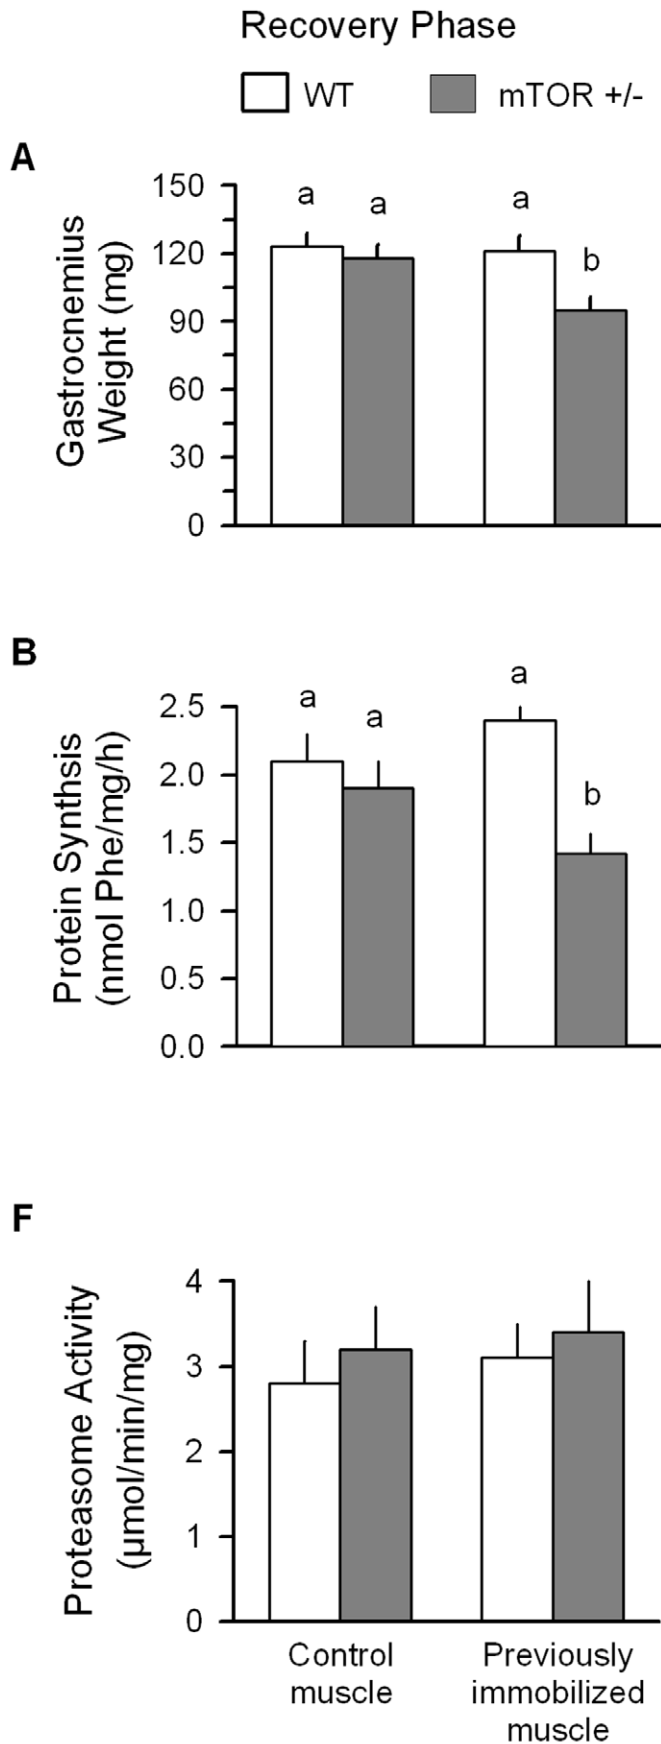 Recovery Phase
WT
mTOR +/-
A
Gastrocnemius
Weight (mg)
150
120
90
60
30
0
a
a
a
b
B
Protein Synthsis
(nmol Phe/mg/h)
2.5
2.0
1.5
1.0
0.5
0.0
a
a
a
b
F
Proteasome Activity
(μmol/min/mg)
4
3
2
1
0
Control
muscle
Previously
immobilized
muscle